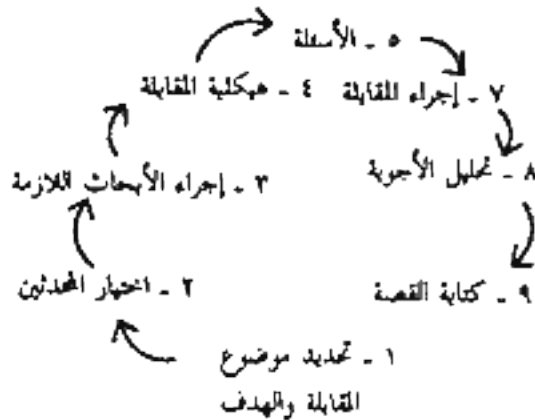 ٥ ـ الأسئلة
٤ ـ هيكلية المقابلة
٧ ـ إجراء المقابلة
٣ ـ إجراء الأبحاث اللازمة
٨ ـ تحليل الأجوبة
٢ ـ اختيار المحدثين
٩ ـ كتابة القصة
١ ـ تحديد موضوع
المقابلة والهدف